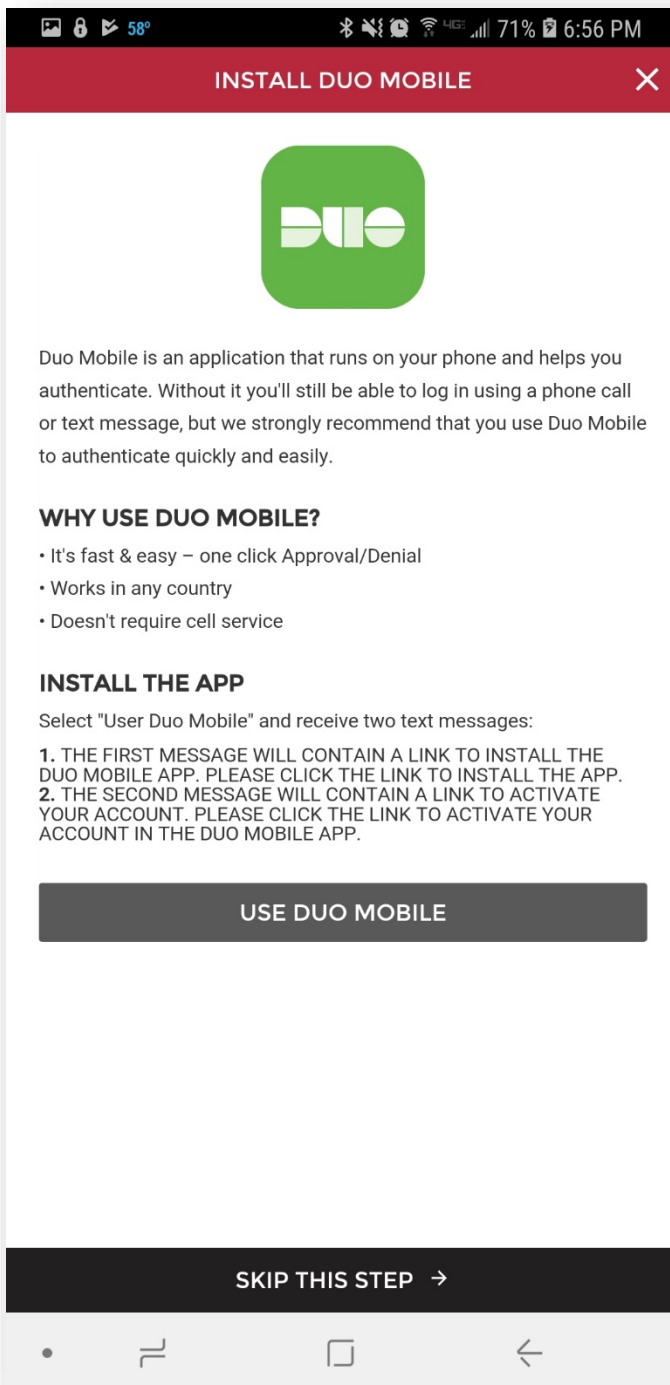 58° 4G 71% 6:56 PM
INSTALL DUO MOBILE
DUO
Duo Mobile is an application that runs on your phone and helps you
authenticate. Without it you'll still be able to log in using a phone call
or text message, but we strongly recommend that you use Duo Mobile
to authenticate quickly and easily.
WHY USE DUO MOBILE?
• It's fast & easy – one click Approval/Denial
• Works in any country
• Doesn't require cell service
INSTALL THE APP
Select "User Duo Mobile" and receive two text messages:
1. THE FIRST MESSAGE WILL CONTAIN A LINK TO INSTALL THE
DUO MOBILE APP. PLEASE CLICK THE LINK TO INSTALL THE APP.
2. THE SECOND MESSAGE WILL CONTAIN A LINK TO ACTIVATE
YOUR ACCOUNT. PLEASE CLICK THE LINK TO ACTIVATE YOUR
ACCOUNT IN THE DUO MOBILE APP.
USE DUO MOBILE
SKIP THIS STEP →